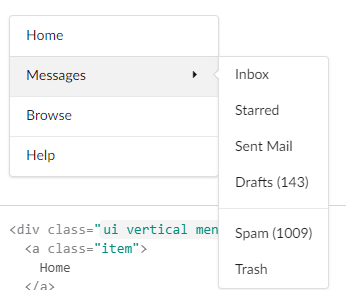 Home
Messages
Browse
Help
Inbox
Starred
Sent Mail
Drafts (143)
Spam (1009)
Trash
<div class="ui vertical men
<a class="item">
Home
</a>